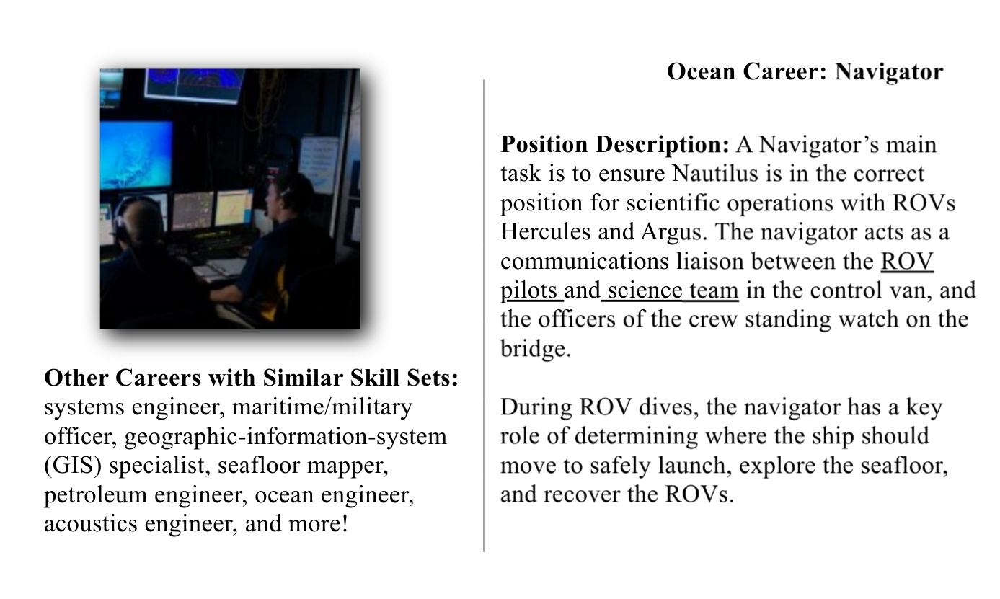 Ocean Career: Navigator
Position Description: A Navigator’s main
task is to ensure Nautilus is in the correct
position for scientific operations with ROVs
Hercules and Argus. The navigator acts as a
communications liaison between the ROV
pilots and science team in the control van, and
the officers of the crew standing watch on the
bridge.
During ROV dives, the navigator has a key
role of determining where the ship should
move to safely launch, explore the seafloor,
and recover the ROVs.
Other Careers with Similar Skill Sets:
systems engineer, maritime/military
officer, geographic-information-system
(GIS) specialist, seafloor mapper,
petroleum engineer, ocean engineer,
acoustics engineer, and more!